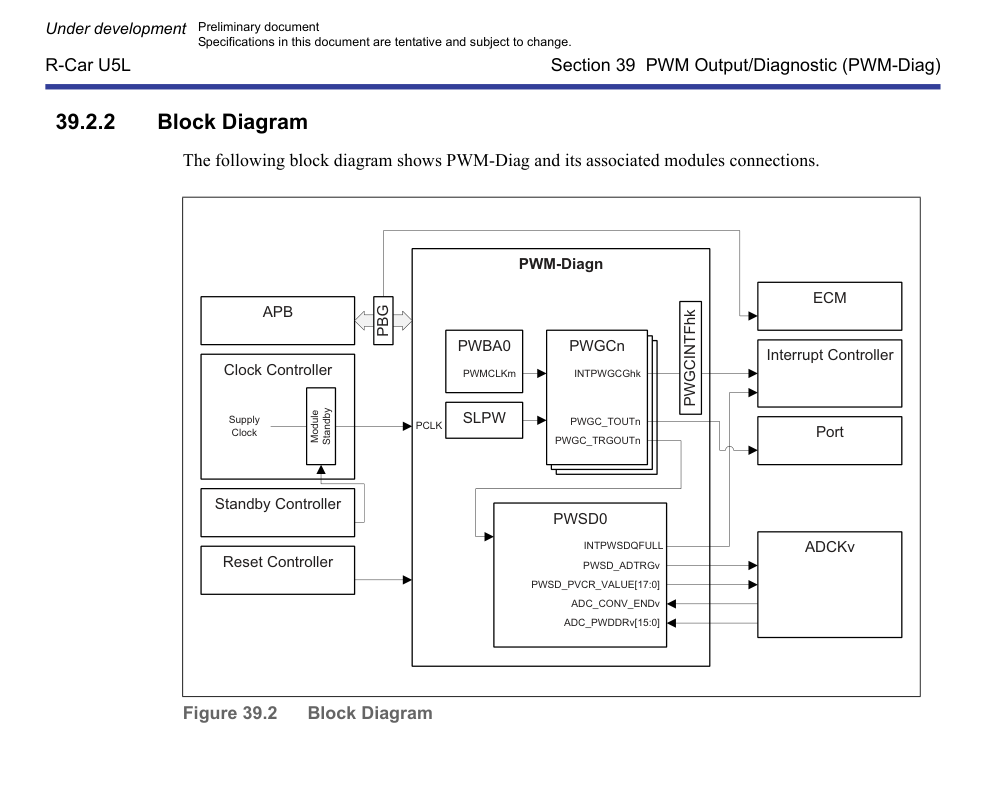 Under development Preliminary document
Specifications in this document are tentative and subject to change.
R-Car U5L Section 39 PWM Output/Diagnostic (PWM-Diag)
39.2.2 Block Diagram
The following block diagram shows PWM-Diag and its associated modules connections.
PWM-Diagn
APB
PBG
Clock Controller
Supply
Clock
Module
Standby
Standby Controller
Reset Controller
PCLK
PWBA0
PWMCLKm
SLPW
PWGCn
INTPWGCGhk
PWGC_TOUTn
PWGC_TRGOUTn
PWGCINTFhk
PWSD0
INTPWSDQFULL
PWSD_ADTRGv
PWSD_PVCR_VALUE[17:0]
ADC_CONV_ENDv
ADC_PWDDRv[15:0]
ECM
Interrupt Controller
Port
ADCKv
Figure 39.2 Block Diagram